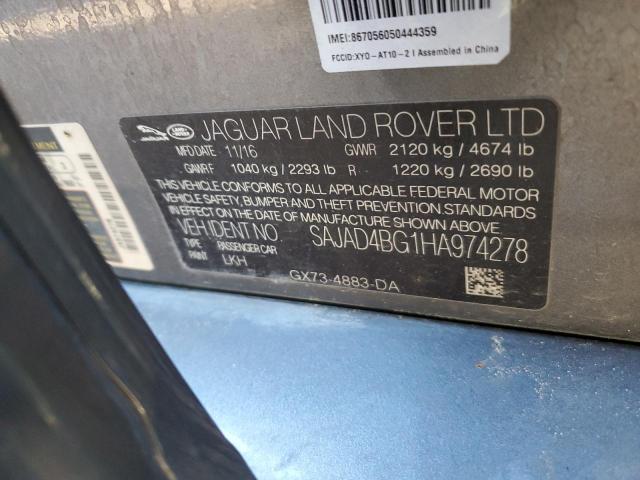 IMEI:867056050444359
FCCID:XYO-AT10-2 | Assembled in China
JAGUAR LAND ROVER LTD
MFD DATE 11/16 GWR 2120 kg / 4674 lb
GAWR F 1040 kg / 2293 lb R 1220 kg / 2690 lb
THIS VEHICLE CONFORMS TO ALL APPLICABLE FEDERAL MOTOR
VEHICLE SAFETY, BUMPER AND THEFT PREVENTION STANDARDS
IN EFFECT ON THE DATE OF MANUFACTURE SHOWN ABOVE
VEH IDENT NO SAJAD4BG1HA974278
TYPE PASSENGER CAR
PAINT LKH
GX73-4883-DA